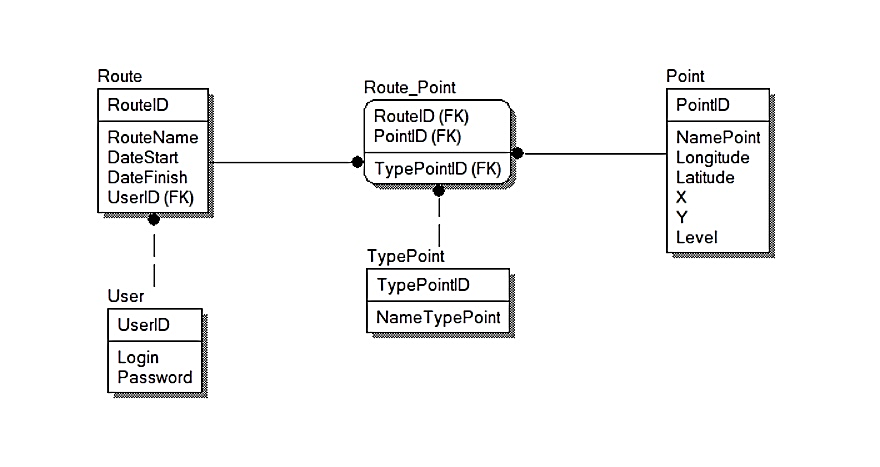 Route
RouteID
RouteName
DateStart
DateFinish
UserID (FK)
Route_Point
RouteID (FK)
PointID (FK)
TypePointID (FK)
Point
PointID
NamePoint
Longitude
Latitude
X
Y
Level
User
UserID
Login
Password
TypePoint
TypePointID
NameTypePoint